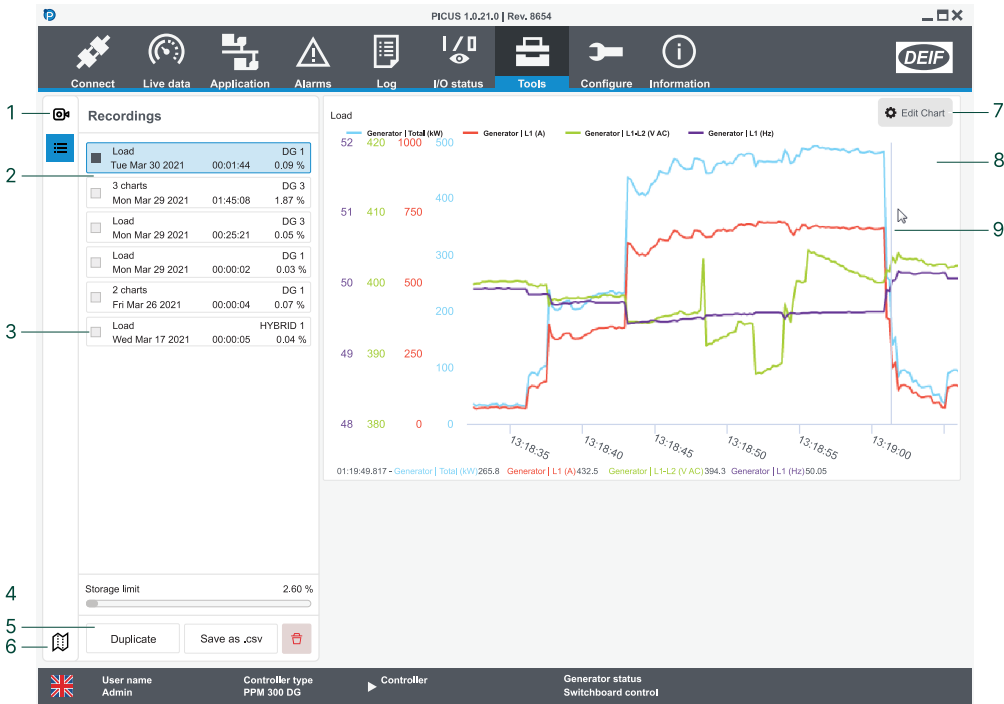 PICUS 1.0.21.0 | Rev. 8654
Connect Live data Application Alarms Log I/O status Tools Configure Information
DEIF
1
Recordings
Load DG 1
Tue Mar 30 2021 00:01:44 0.09 %
2
3 charts DG 3
Mon Mar 29 2021 01:45:08 1.87 %
Load DG 3
Mon Mar 29 2021 00:25:21 0.05 %
Load DG 1
Mon Mar 29 2021 00:00:02 0.03 %
2 charts DG 1
Fri Mar 26 2021 00:00:04 0.07 %
3
Load HYBRID 1
Wed Mar 17 2021 00:00:05 0.04 %
4
Storage limit 2.60 %
5
6
Duplicate Save as .csv
Load
Edit Chart
7
Generator | Total (kW) Generator | L1 (A) Generator | L1-L2 (V AC) Generator | L1 (Hz)
52 420 1000 500
8
400
51 410 750
9
300
50 400 500
200
49 390 250
100
48 380 0 0
13:18:35 13:18:40 13:18:45 13:18:50 13:18:55 13:19:00
01:19:49.817 - Generator | Total (kW)265.8 Generator | L1 (A)432.5 Generator | L1-L2 (V AC)394.3 Generator | L1 (Hz)50.05
User name Controller type Controller Generator status
Admin PPM 300 DG Switchboard control